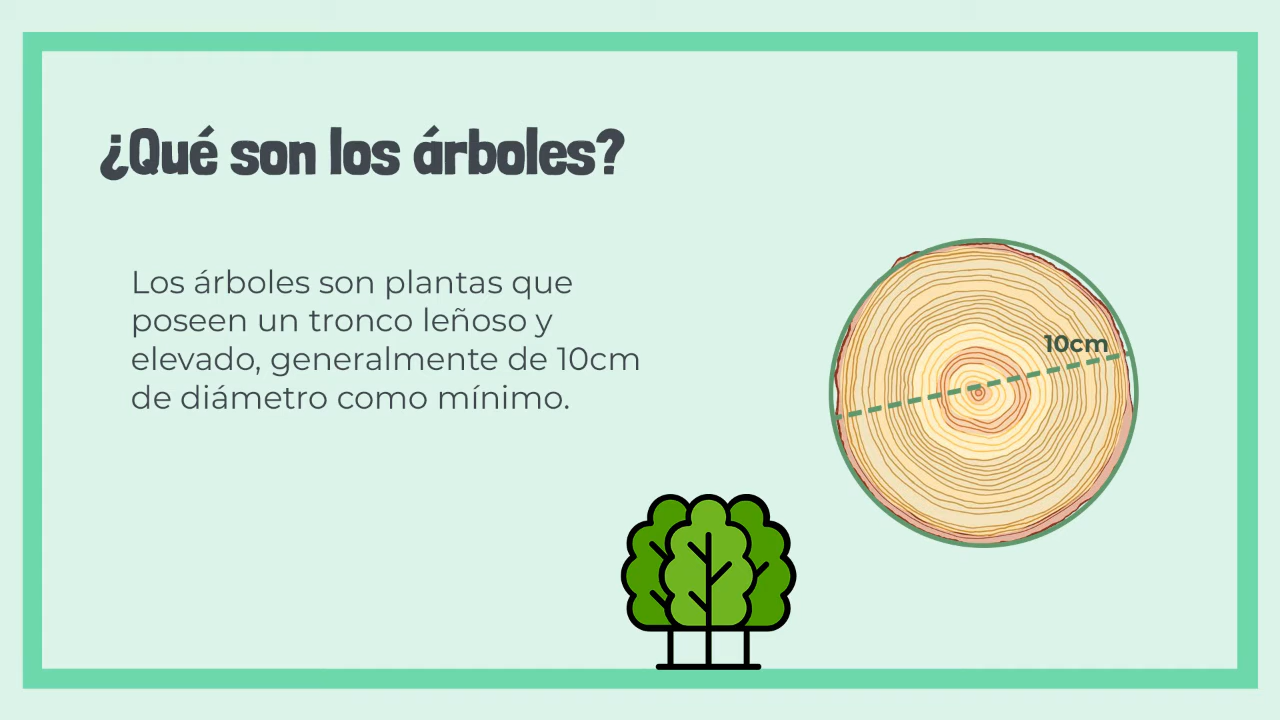 ¿Qué son los árboles?
Los árboles son plantas que
poseen un tronco leñoso y
elevado, generalmente de 10cm
de diámetro como mínimo.
10cm